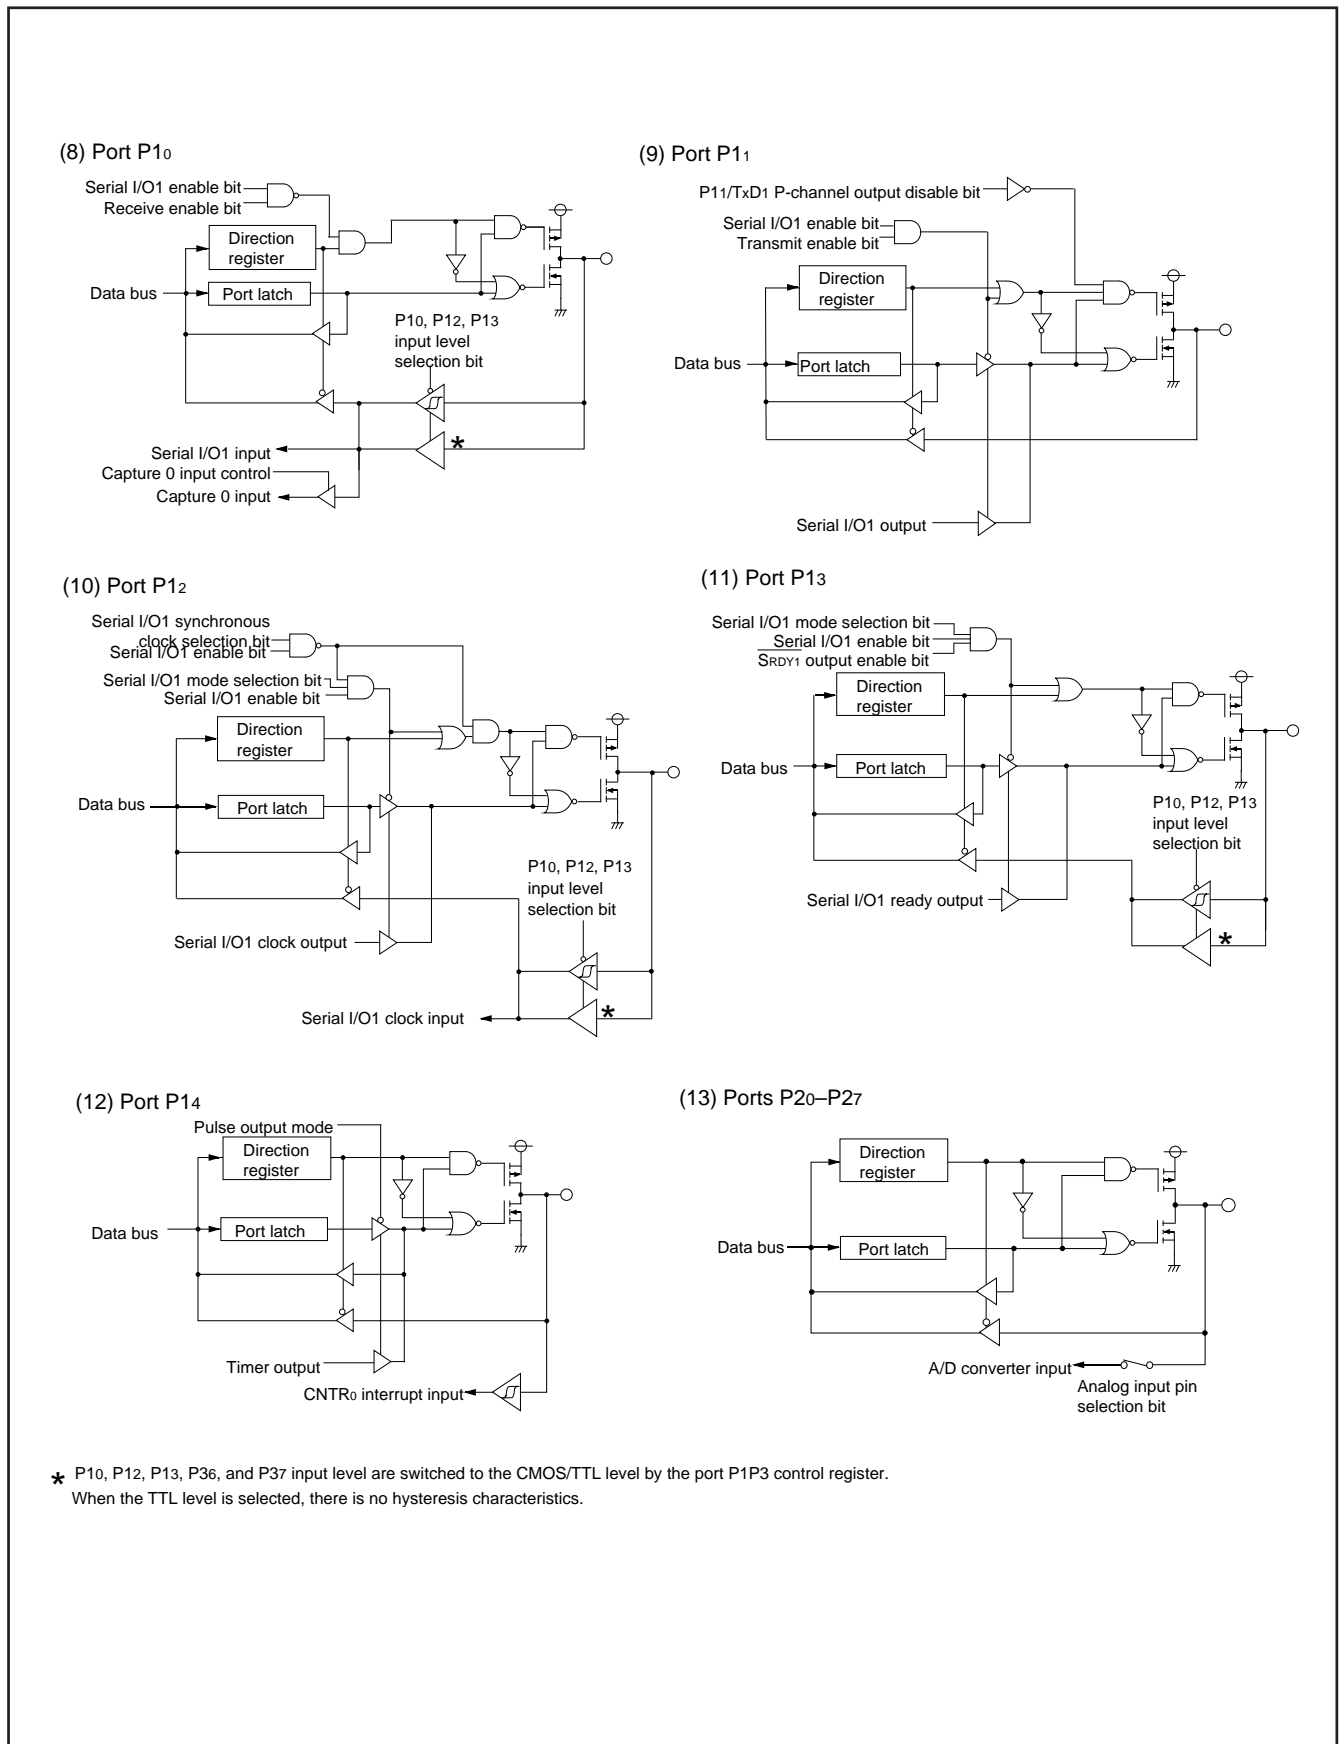 (8) Port P10
Serial I/O1 enable bit
Receive enable bit
Direction
register
Data bus
Port latch
P10, P12, P13
input level
selection bit
*
Serial I/O1 input
Capture 0 input control
Capture 0 input
(9) Port P11
P11/TxD1 P-channel output disable bit
Serial I/O1 enable bit
Transmit enable bit
Direction
register
Data bus
Port latch
Serial I/O1 output
(10) Port P12
Serial I/O1 synchronous
clock selection bit
Serial I/O1 enable bit
Serial I/O1 mode selection bit
Serial I/O1 enable bit
Direction
register
Data bus
Port latch
P10, P12, P13
input level
selection bit
Serial I/O1 clock output
*
Serial I/O1 clock input
(11) Port P13
Serial I/O1 mode selection bit
Serial I/O1 enable bit
SRDY1 output enable bit
Direction
register
Data bus
Port latch
P10, P12, P13
input level
selection bit
Serial I/O1 ready output
*
(12) Port P14
Pulse output mode
Direction
register
Data bus
Port latch
Timer output
CNTR0 interrupt input
(13) Ports P20–P27
Direction
register
Data bus
Port latch
A/D converter input
Analog input pin
selection bit
* P10, P12, P13, P36, and P37 input level are switched to the CMOS/TTL level by the port P1P3 control register.
When the TTL level is selected, there is no hysteresis characteristics.